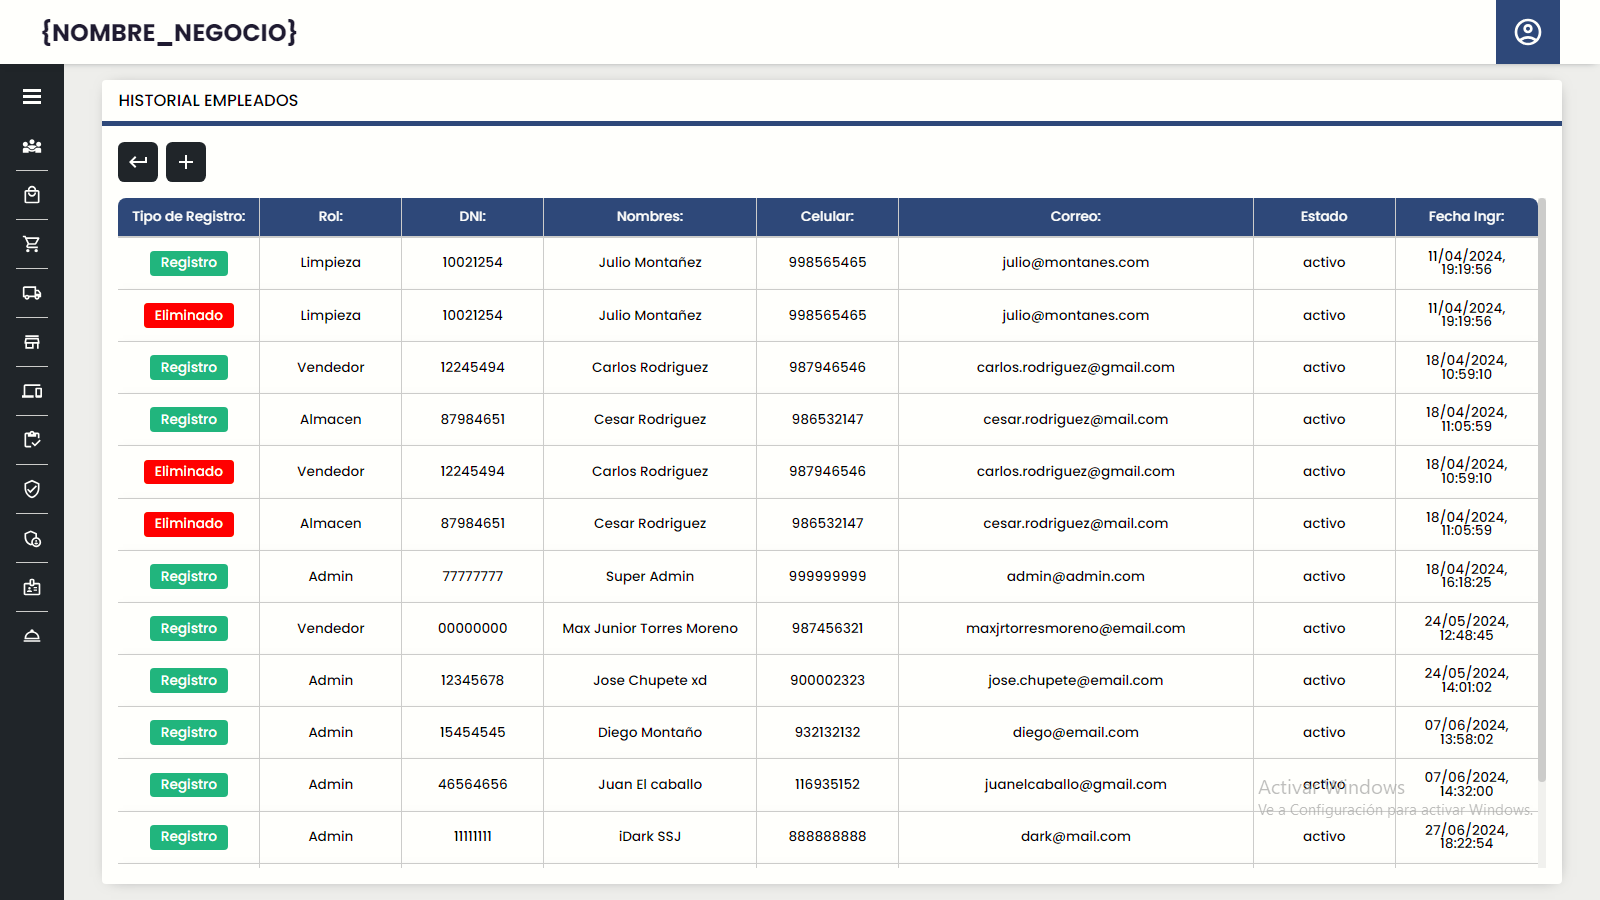 {NOMBRE_NEGOCIO}
HISTORIAL EMPLEADOS
Tipo de Registro: Rol: DNI: Nombres: Celular: Correo: Estado Fecha Ingr:
Registro Limpieza 10021254 Julio Montañez 998565465 julio@montanes.com activo 11/04/2024, 19:19:56
Eliminado Limpieza 10021254 Julio Montañez 998565465 julio@montanes.com activo 11/04/2024, 19:19:56
Registro Vendedor 12245494 Carlos Rodriguez 987946546 carlos.rodriguez@gmail.com activo 18/04/2024, 10:59:10
Registro Almacen 87984651 Cesar Rodriguez 986532147 cesar.rodriguez@mail.com activo 18/04/2024, 11:05:59
Eliminado Vendedor 12245494 Carlos Rodriguez 987946546 carlos.rodriguez@gmail.com activo 18/04/2024, 10:59:10
Eliminado Almacen 87984651 Cesar Rodriguez 986532147 cesar.rodriguez@mail.com activo 18/04/2024, 11:05:59
Registro Admin 77777777 Super Admin 999999999 admin@admin.com activo 18/04/2024, 16:18:25
Registro Vendedor 00000000 Max Junior Torres Moreno 987456321 maxjrtorresmoreno@email.com activo 24/05/2024, 12:48:45
Registro Admin 12345678 Jose Chupete xd 900002323 jose.chupete@email.com activo 24/05/2024, 14:01:02
Registro Admin 15454545 Diego Montaño 932132132 diego@email.com activo 07/06/2024, 13:58:02
Registro Admin 46564656 Juan El caballo 116935152 juanelcaballo@gmail.com activo 07/06/2024, 14:32:00
Registro Admin 11111111 iDark SSJ 888888888 dark@mail.com activo 27/06/2024, 18:22:54
Activar Windows
Ve a Configuración para activar Windows.